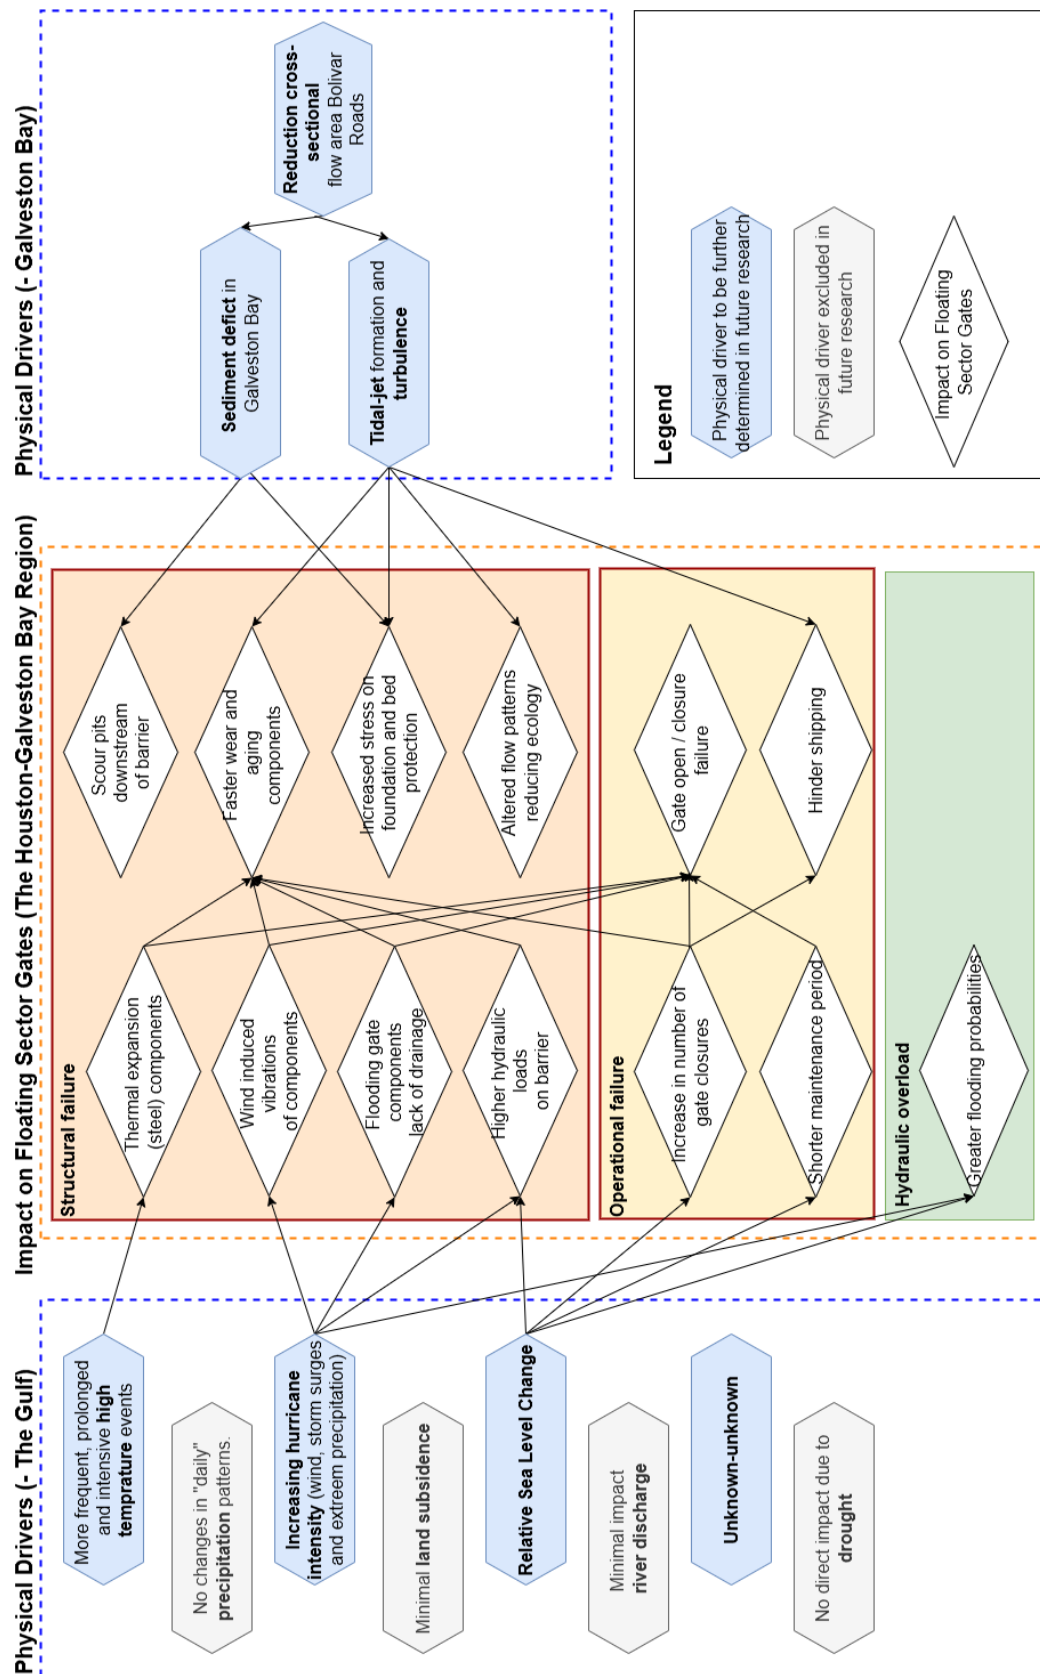 Physical Drivers (- The Gulf)
More frequent, prolonged
and intensive high
temprature events
No changes in "daily"
precipitation patterns.
Increasing hurricane
intensity (wind, storm surges
and extreem precipitation)
Minimal land subsidence
Relative Sea Level Change
Minimal impact
river discharge
Unknown-unknown
No direct impact due to
drought
Impact on Floating Sector Gates (The Houston-Galveston Bay Region)
Structural failure
Thermal expansion
(steel) components
Wind induced
vibrations
of components
Flooding gate
components
lack of drainage
Higher hydraulic
loads
on barrier
Scour pits
downstream
of barrier
Faster wear and
aging
components
Increased stress on
foundation and bed
protection
Altered flow patterns
reducing ecology
Operational failure
Increase in number of
gate closures
Shorter maintenance period
Gate open / closure
failure
Hinder shipping
Hydraulic overload
Greater flooding probabilities
Physical Drivers (- Galveston Bay)
Sediment deficit in
Galveston Bay
Tidal-jet formation and
turbulence
Reduction cross-
sectional
flow area Bolivar
Roads
Legend
Physical driver to be further
determined in future research
Physical driver excluded in
future research
Impact on Floating
Sector Gates